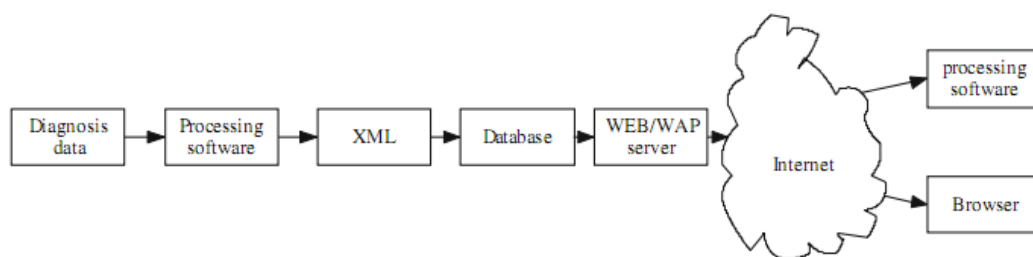 Diagnosis
data
Processing
software
XML
Database
WEB/WAP
server
Internet
processing
software
Browser